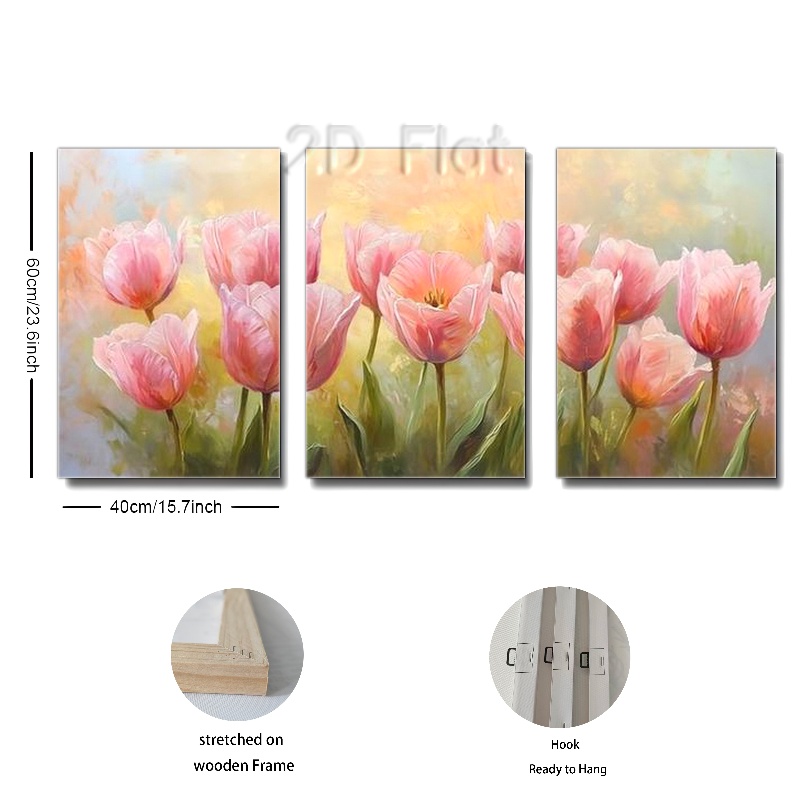 2D Flat
60cm/23.6inch
40cm/15.7inch
stretched on
wooden Frame
Hook
Ready to Hang